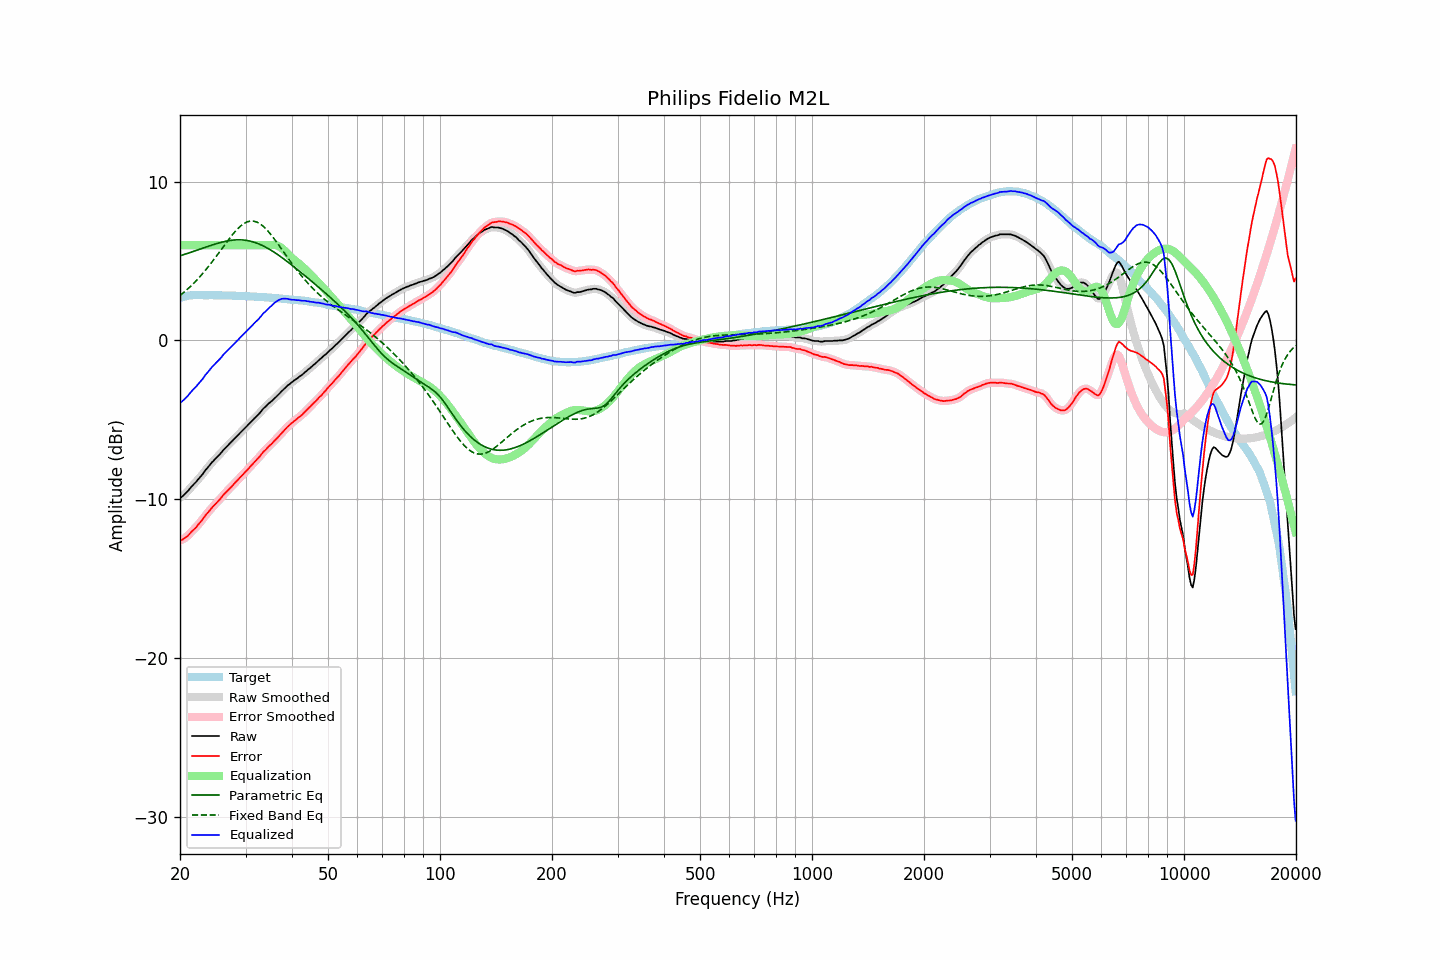 Philips Fidelio M2L
Amplitude (dBr)
10
0
−10
−20
−30
Target
Raw Smoothed
Error Smoothed
Raw
Error
Equalization
Parametric Eq
Fixed Band Eq
Equalized
20 50 100 200 500 1000 2000 5000 10000 20000
Frequency (Hz)